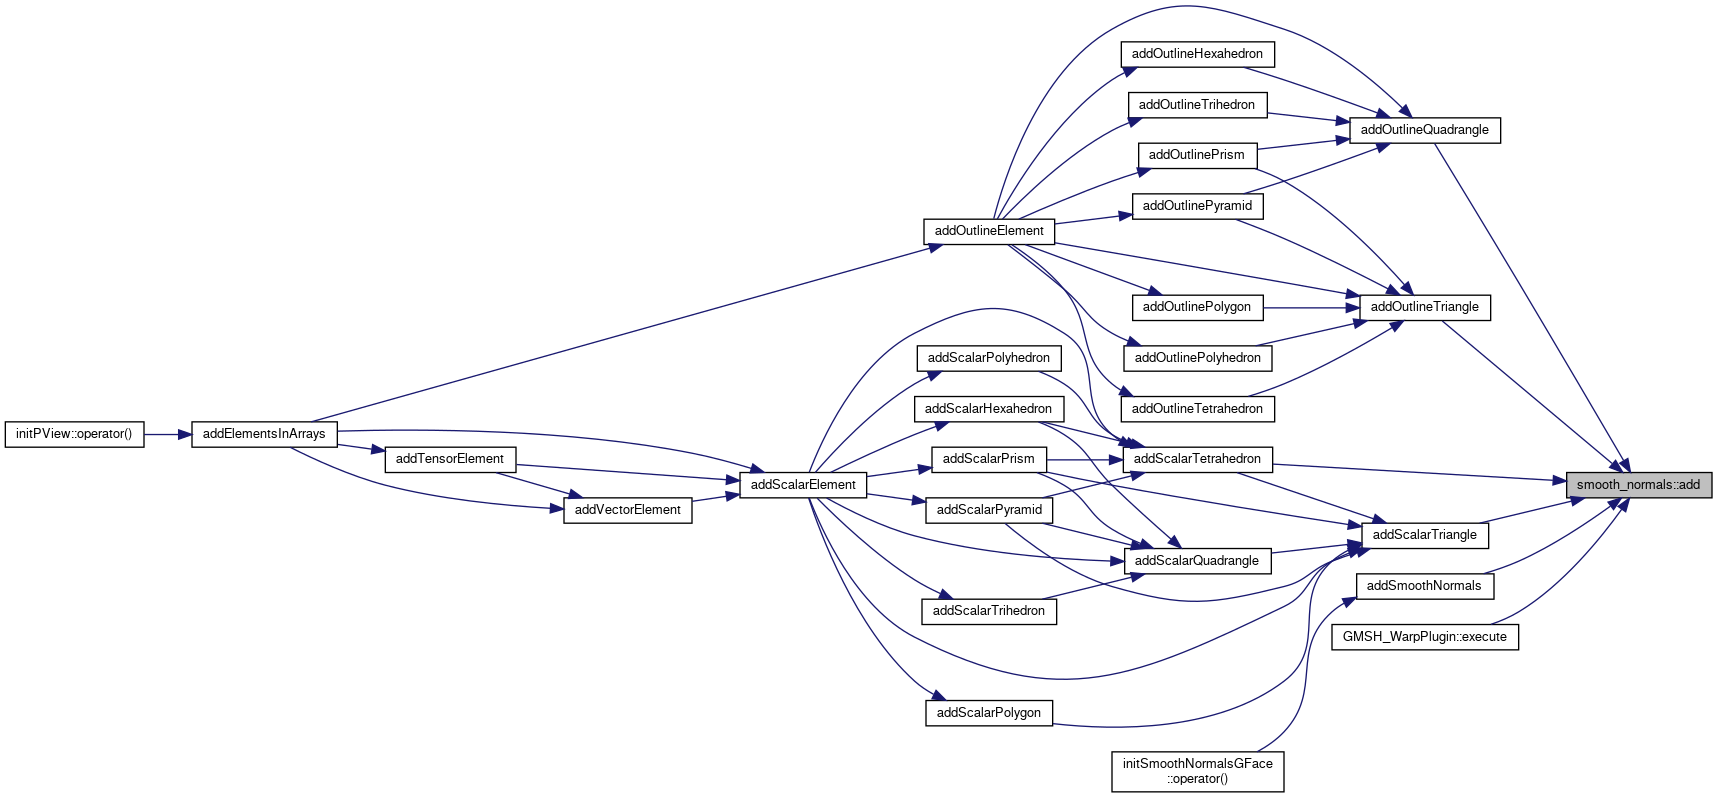 addOutlineHexahedron
addOutlineTrihedron
addOutlineQuadrangle
addOutlinePrism
addOutlinePyramid
addOutlineElement
addOutlinePolygon
addOutlineTriangle
addOutlinePolyhedron
addScalarPolyhedron
addOutlineTetrahedron
addScalarHexahedron
initPView::operator()
addElementsInArrays
addTensorElement
addScalarPrism
addScalarTetrahedron
addScalarElement
smooth_normals::add
addVectorElement
addScalarPyramid
addScalarTriangle
addScalarQuadrangle
addSmoothNormals
addScalarTrihedron
GMSH_WarpPlugin::execute
addScalarPolygon
initSmoothNormalsGFace
::operator()